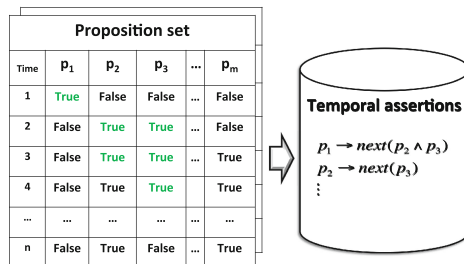 Proposition set
Time p1 p2 p3 ... pm
1 True False False ... False
2 False True True ... False
3 False True True ... True
4 False True True ... True
... ... ... ... ... ...
n False True False ... True
Temporal assertions
p1 → next(p2 ∧ p3)
p2 → next(p3)
⋮